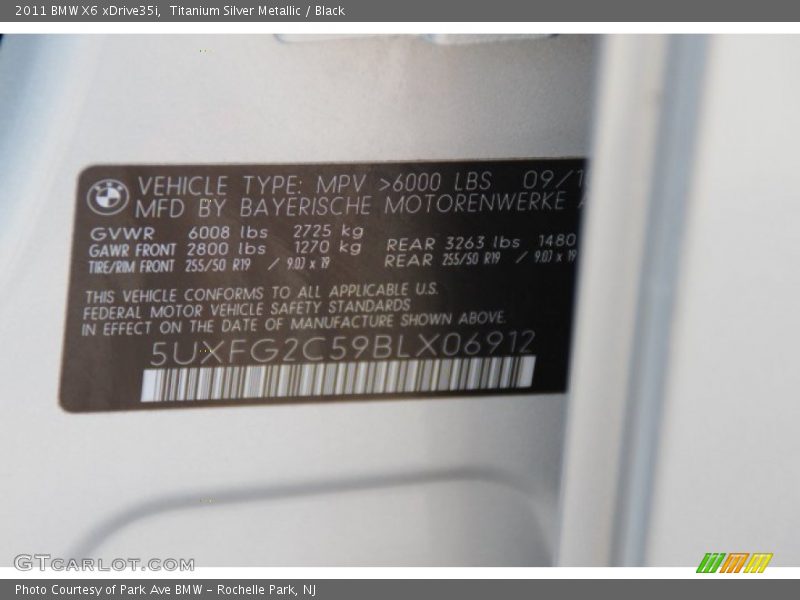 2011 BMW X6 xDrive35i,  Titanium Silver Metallic / Black
VEHICLE TYPE: MPV >6000 LBS 09/1
MFD BY BAYERISCHE MOTORENWERKE
GVWR 6008 lbs 2725 kg
GAWR FRONT 2800 lbs 1270 kg REAR 3263 lbs 1480
TIRE/RIM FRONT 255/50 R19 / 9.0J x 19 REAR 255/50 R19 / 9.0J x 19
THIS VEHICLE CONFORMS TO ALL APPLICABLE U.S.
FEDERAL MOTOR VEHICLE SAFETY STANDARDS
IN EFFECT ON THE DATE OF MANUFACTURE SHOWN ABOVE.
5UXFG2C59BLX06912
GTCARLOT.COM
Photo Courtesy of Park Ave BMW - Rochelle Park, NJ